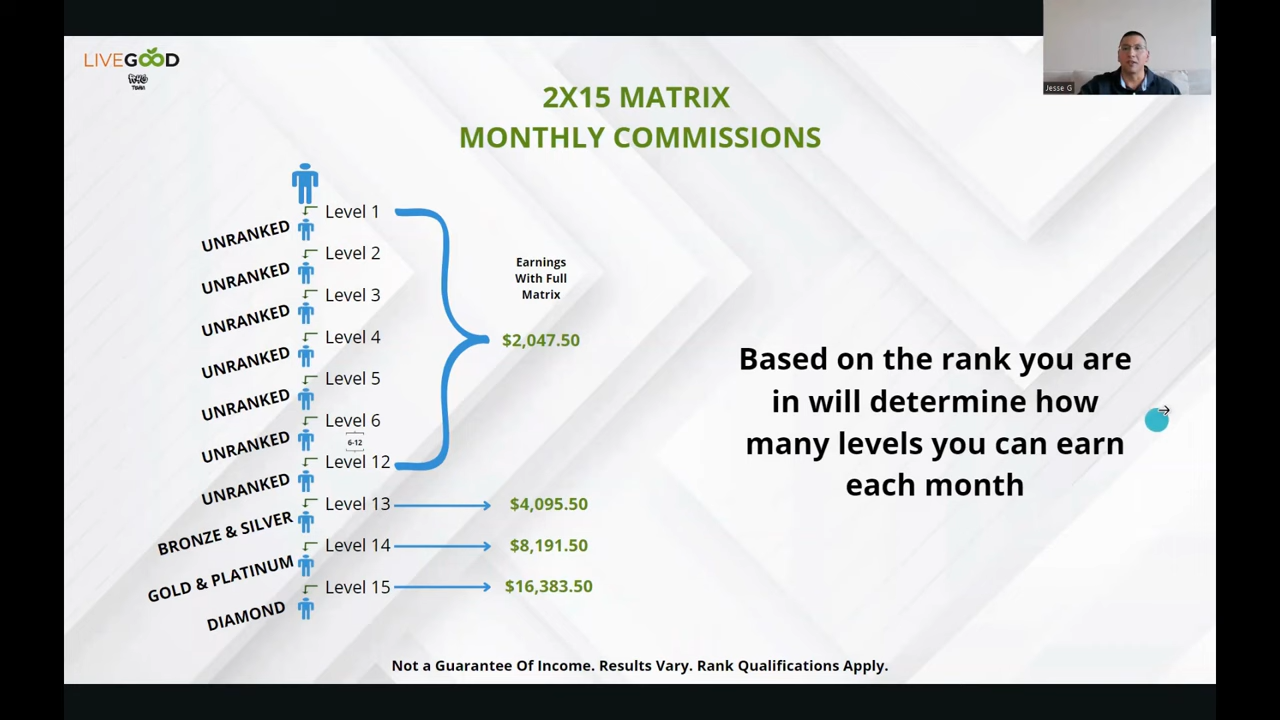 LIVEGOOD
TEAM
Jesse G
2X15 MATRIX
MONTHLY COMMISSIONS
Level 1
UNRANKED
Level 2
UNRANKED
Level 3
UNRANKED
Level 4
UNRANKED
Level 5
UNRANKED
Level 6
UNRANKED
6-12
Level 12
UNRANKED
Level 13
BRONZE & SILVER
Level 14
GOLD & PLATINUM
Level 15
DIAMOND
Earnings
With Full
Matrix
$2,047.50
$4,095.50
$8,191.50
$16,383.50
Based on the rank you are
in will determine how
many levels you can earn
each month
Not a Guarantee Of Income. Results Vary. Rank Qualifications Apply.